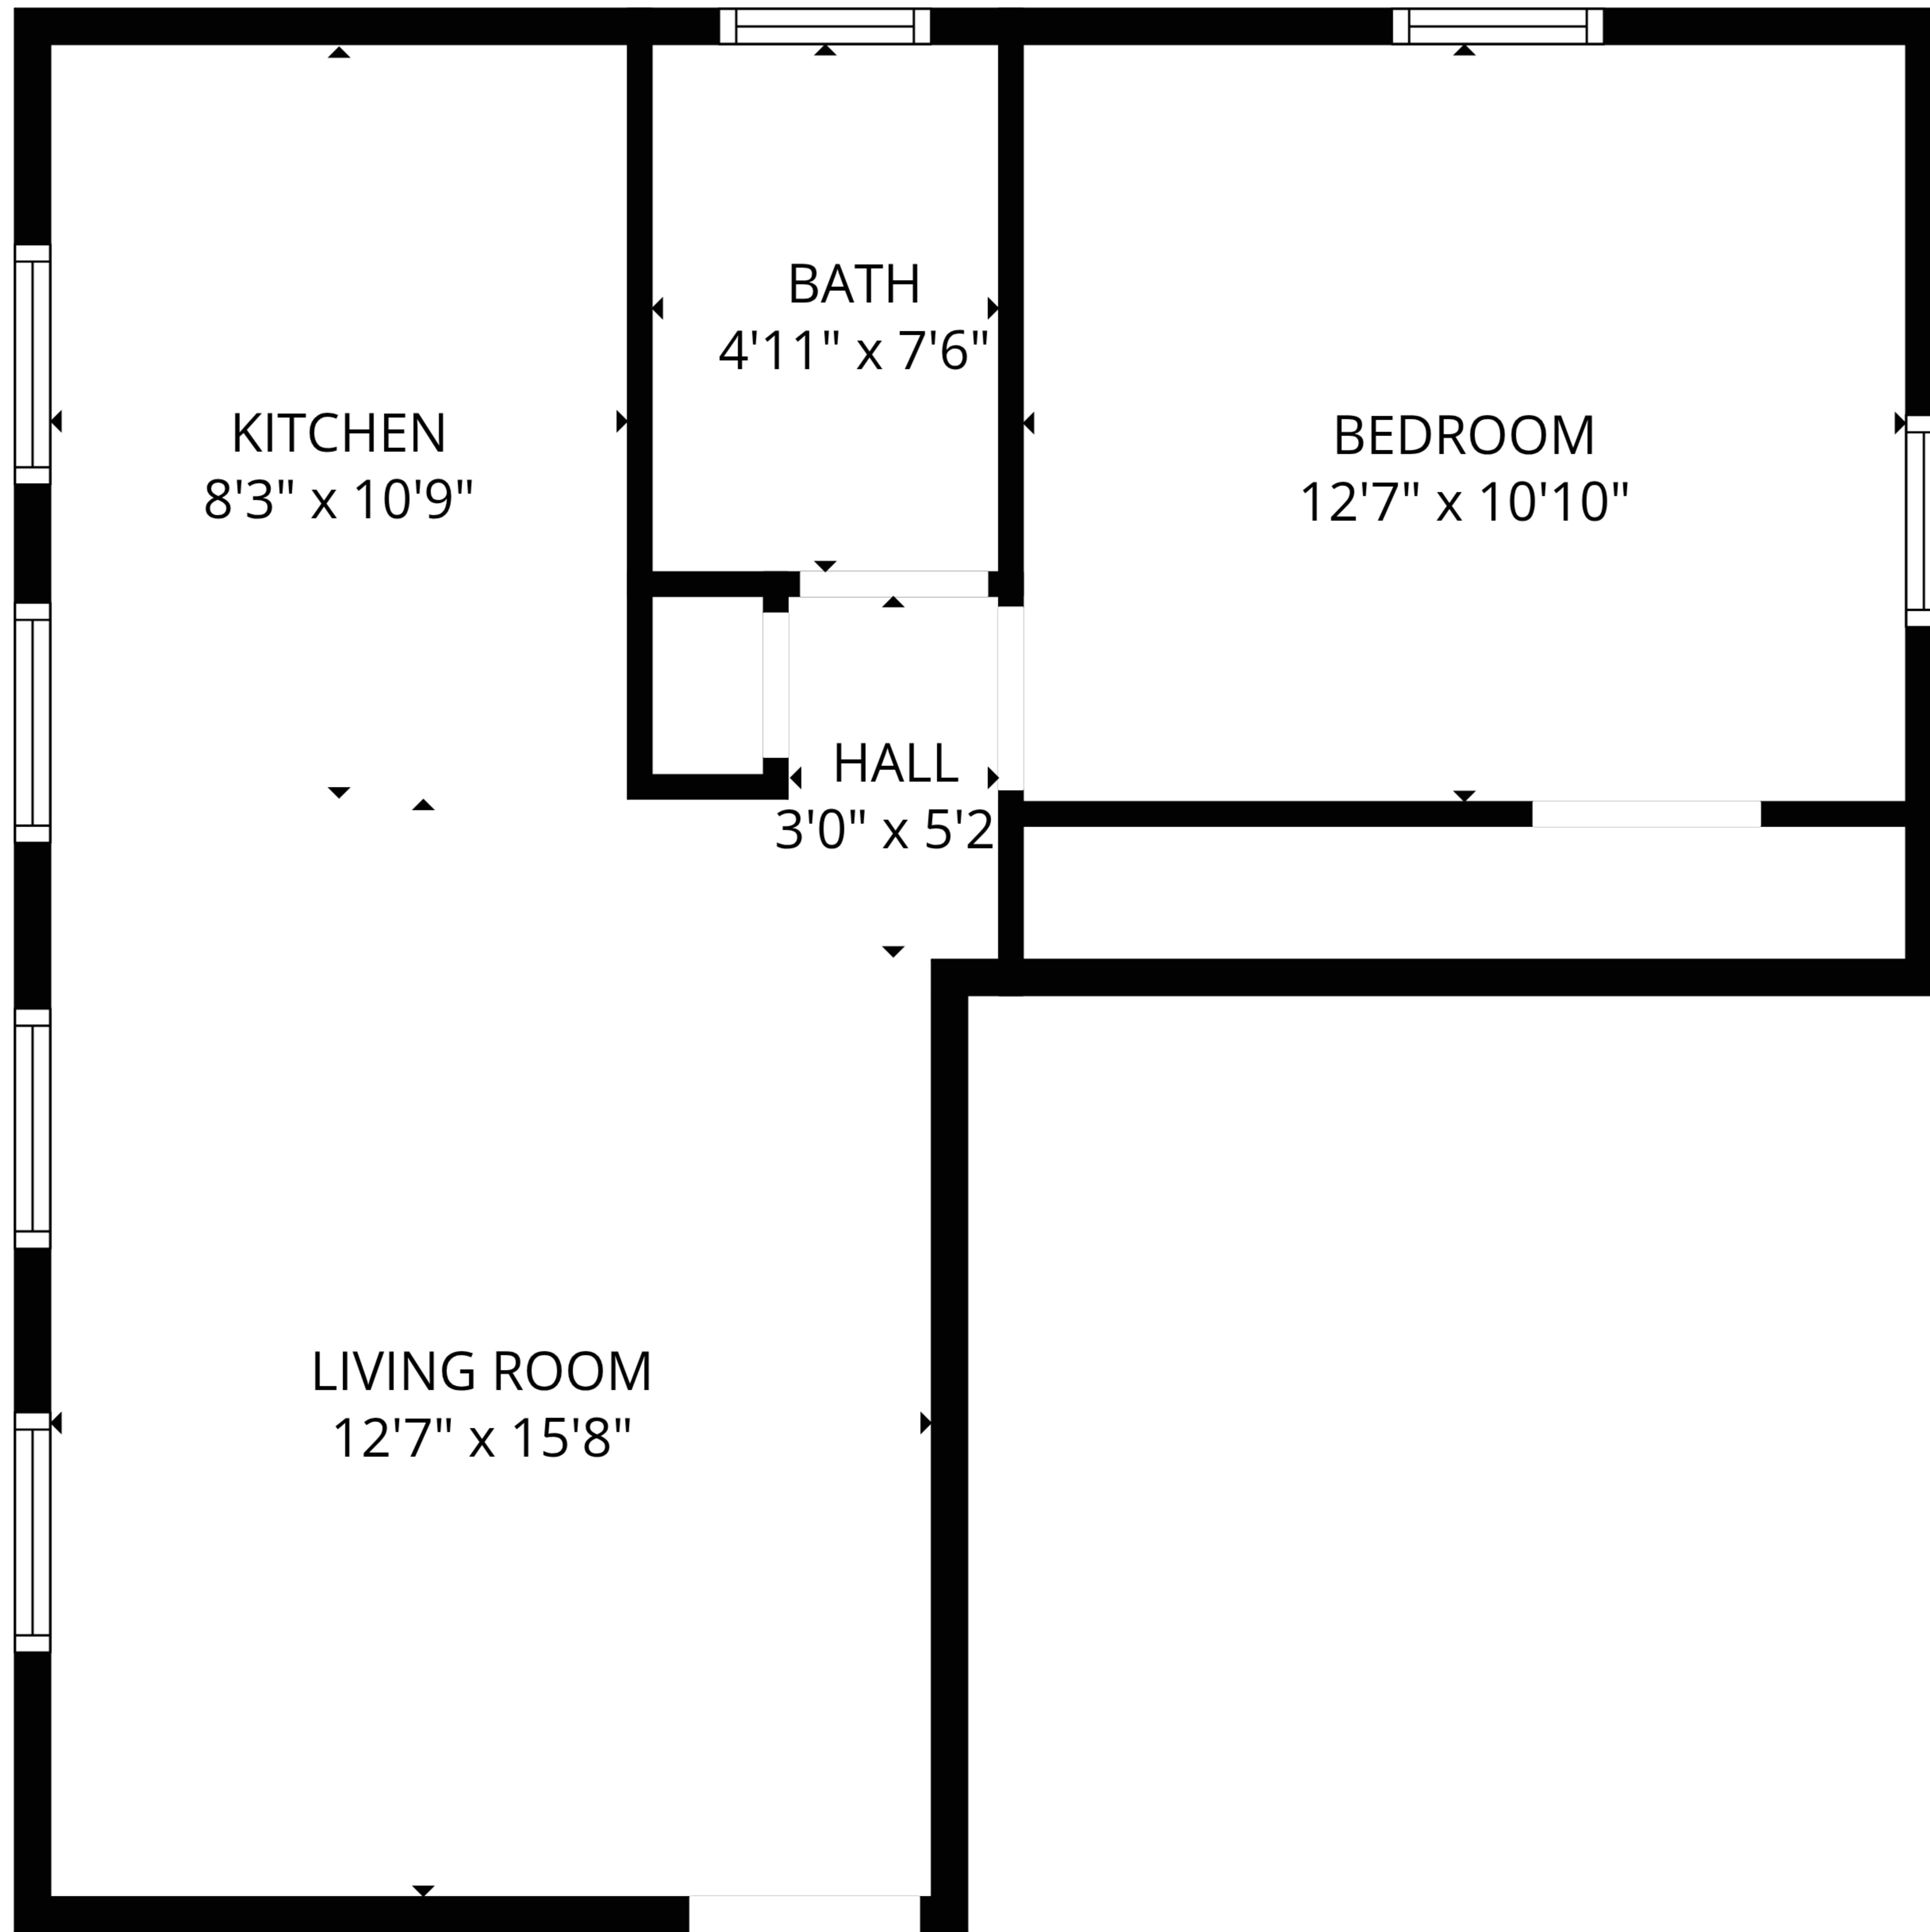 BATH
4'11" x 7'6"
KITCHEN
8'3" x 10'9"
BEDROOM
12'7" x 10'10"
HALL
3'0" x 5'2
LIVING ROOM
12'7" x 15'8"